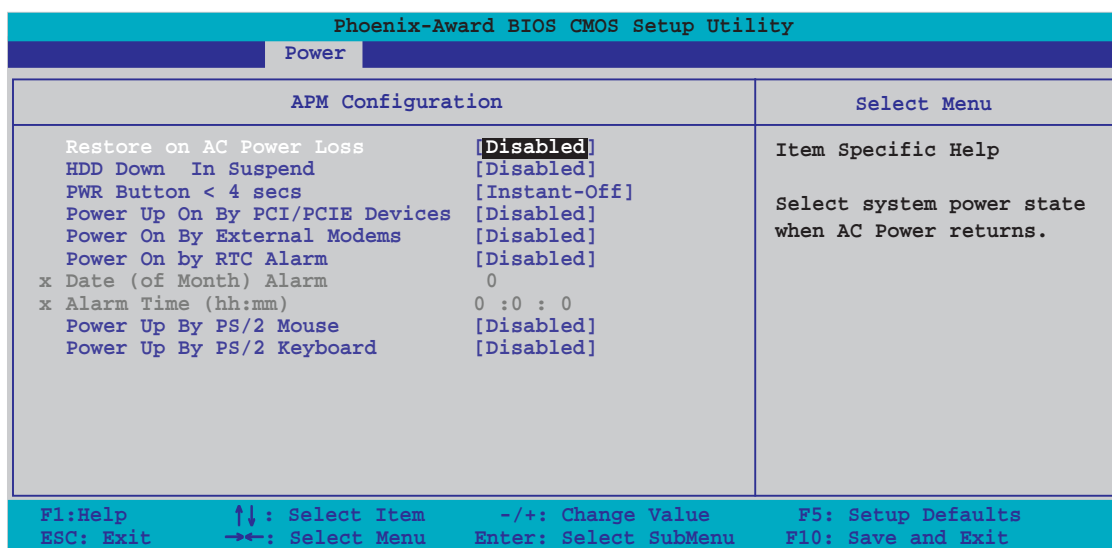 Phoenix-Award BIOS CMOS Setup Utility
Power
APM Configuration
Select Menu
Restore on AC Power Loss [Disabled]
HDD Down In Suspend [Disabled]
PWR Button < 4 secs [Instant-Off]
Power Up On By PCI/PCIE Devices [Disabled]
Power On By External Modems [Disabled]
Power On by RTC Alarm [Disabled]
x Date (of Month) Alarm 0
x Alarm Time (hh:mm) 0 :0 : 0
Power Up By PS/2 Mouse [Disabled]
Power Up By PS/2 Keyboard [Disabled]
Item Specific Help
Select system power state
when AC Power returns.
F1:Help ↑↓: Select Item -/+: Change Value F5: Setup Defaults
ESC: Exit →←: Select Menu Enter: Select SubMenu F10: Save and Exit